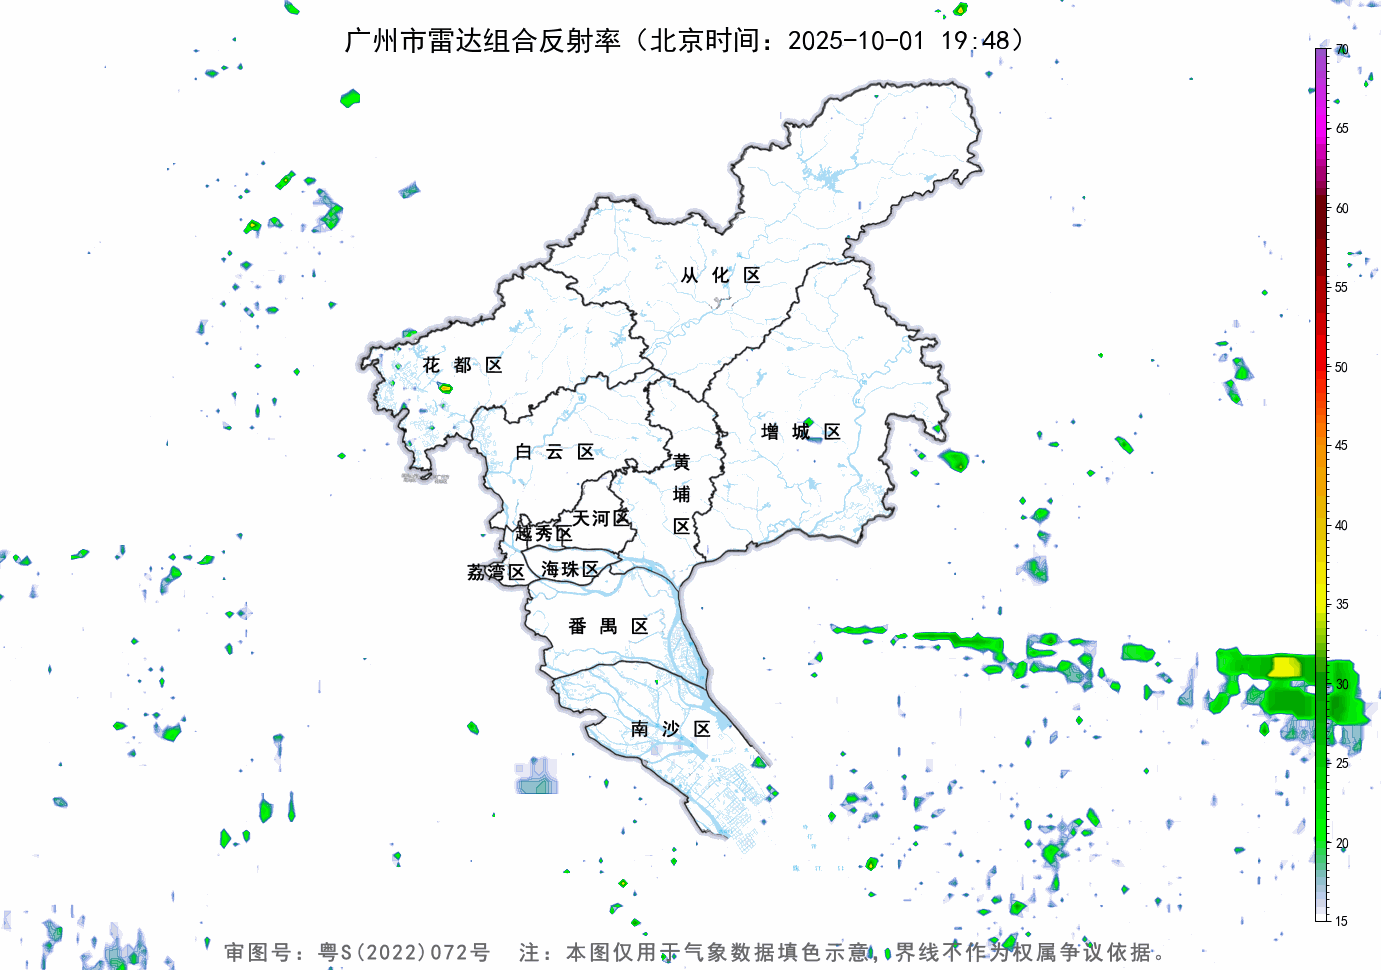 广州市雷达组合反射率（北京时间：2025-10-01 19:48）
70
65
60
55
50
45
40
35
30
25
20
15
从化区
花都区
增城区
白云区
黄埔区
天河区
越秀区
荔湾区
海珠区
番禺区
南沙区
审图号：粤S(2022)072号 注：本图仅用于气象数据填色示意，界线不作为权属争议依据。